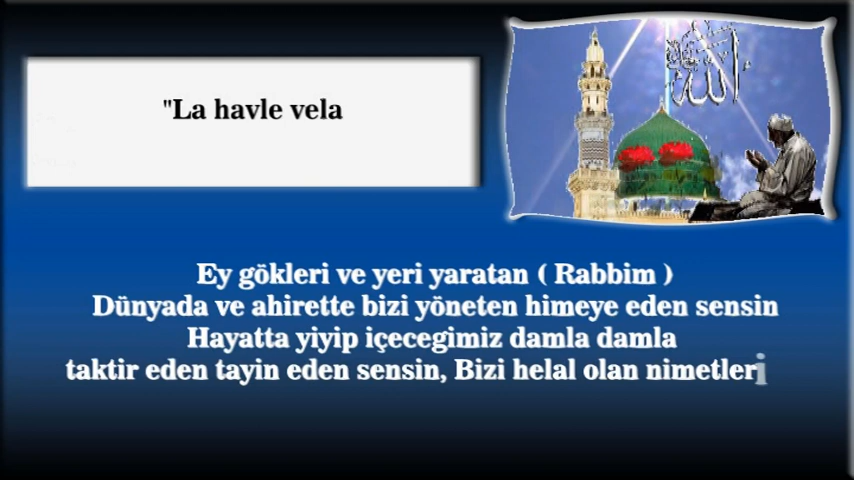 "La havle vela
الله
Ey gökleri ve yeri yaratan ( Rabbim )
Dünyada ve ahirette bizi yöneten himeye eden sensin
Hayatta yiyip içecegimiz damla damla
taktir eden tayin eden sensin, Bizi helal olan nimetleri